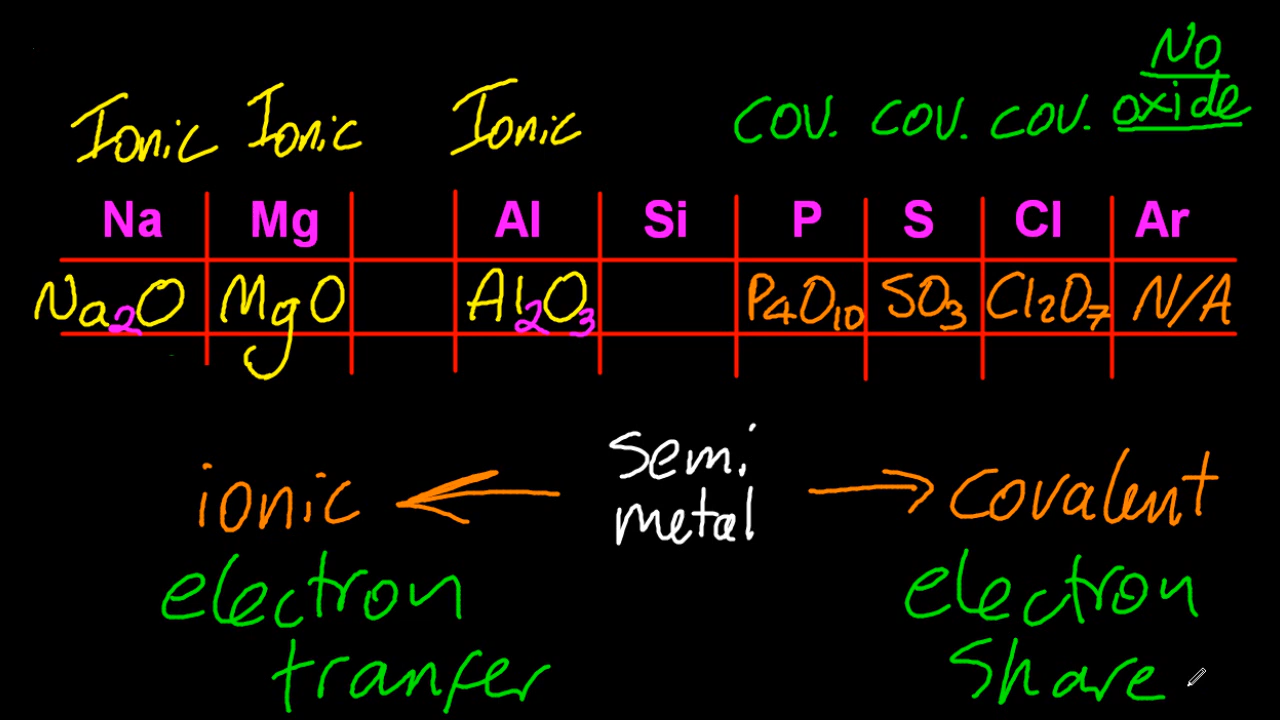 No
oxide
Ionic Ionic Ionic cov. cov. cov.
Na Mg Al Si P S Cl Ar
Na2O MgO Al2O3 P4O10 SO3 Cl2O7 N/A
semi
metal
ionic covalent
electron electron
tranfer share